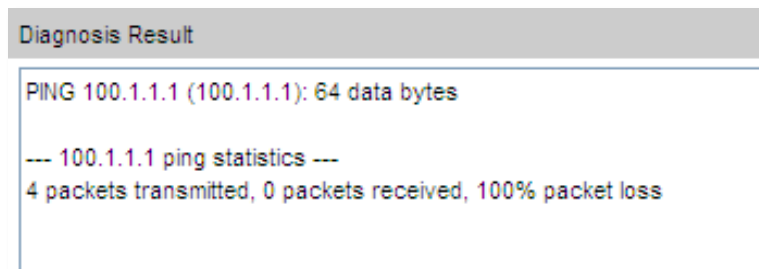 Diagnosis Result
PING 100.1.1.1 (100.1.1.1): 64 data bytes
--- 100.1.1.1 ping statistics ---
4 packets transmitted, 0 packets received, 100% packet loss